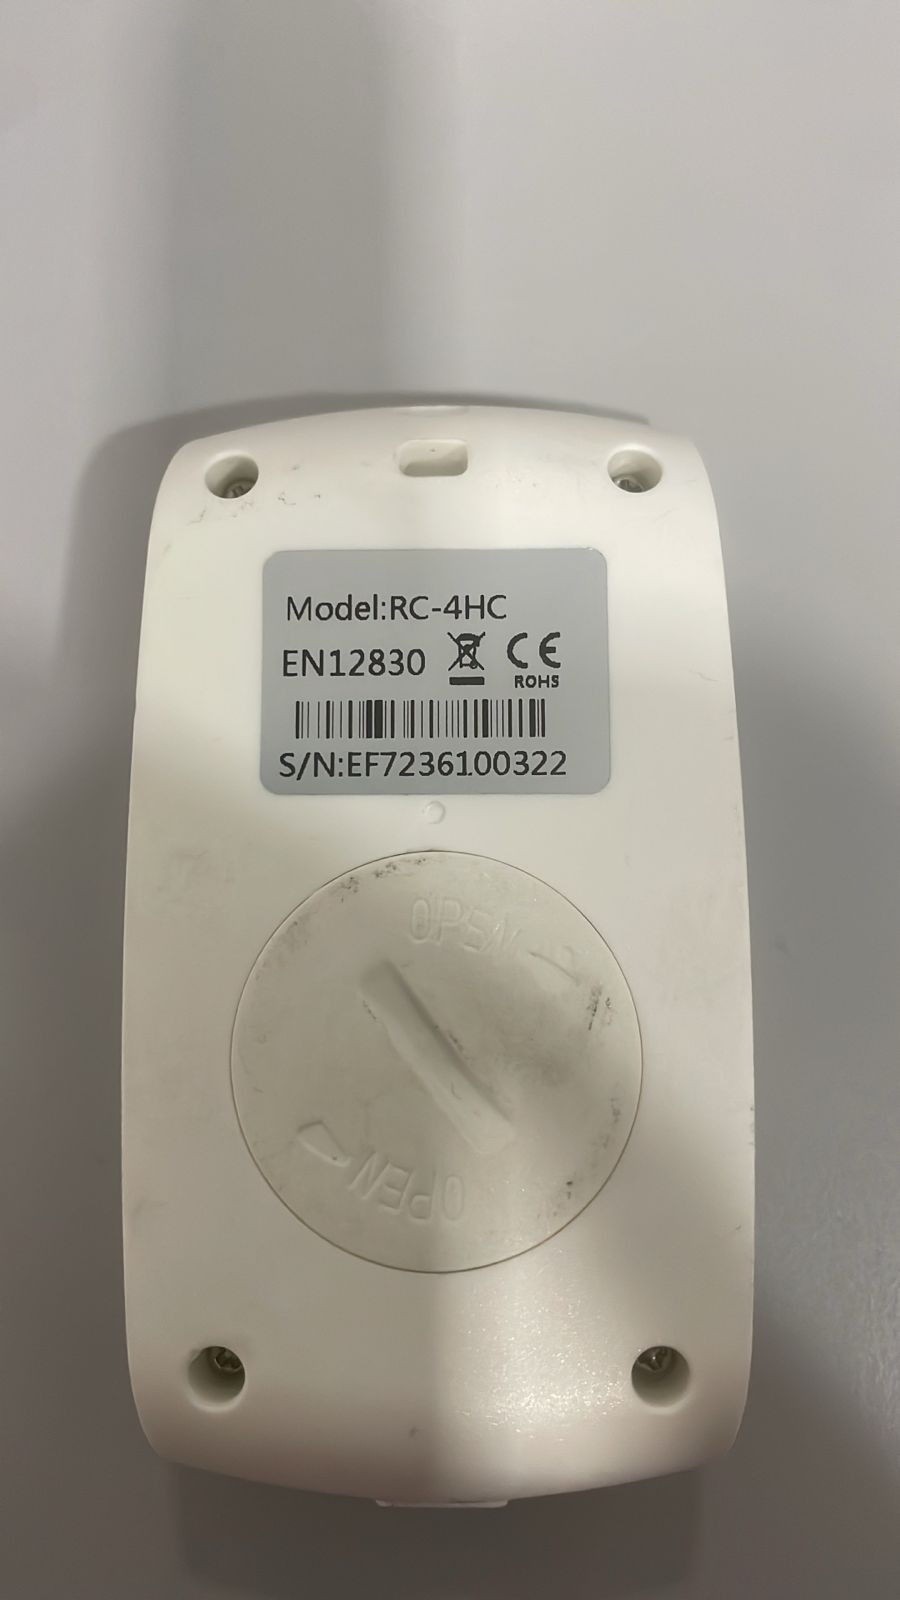 Model:RC-4HC
EN12830 CE
ROHS
S/N:EF7236100322
OPEN
OPEN